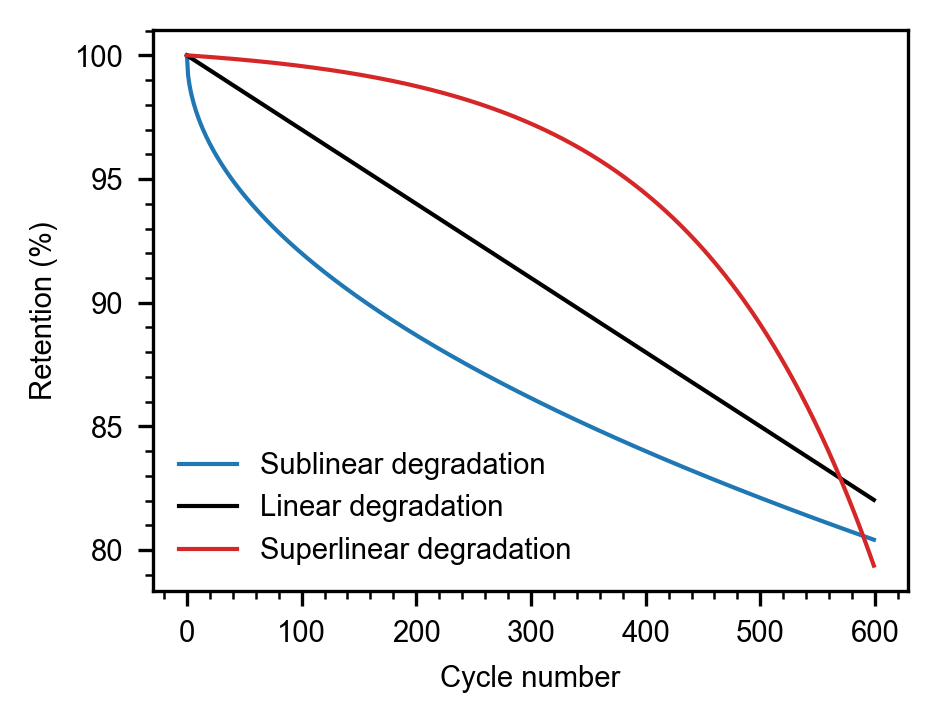 100
95
90
85
80
Retention (%)
Sublinear degradation
Linear degradation
Superlinear degradation
0 100 200 300 400 500 600
Cycle number